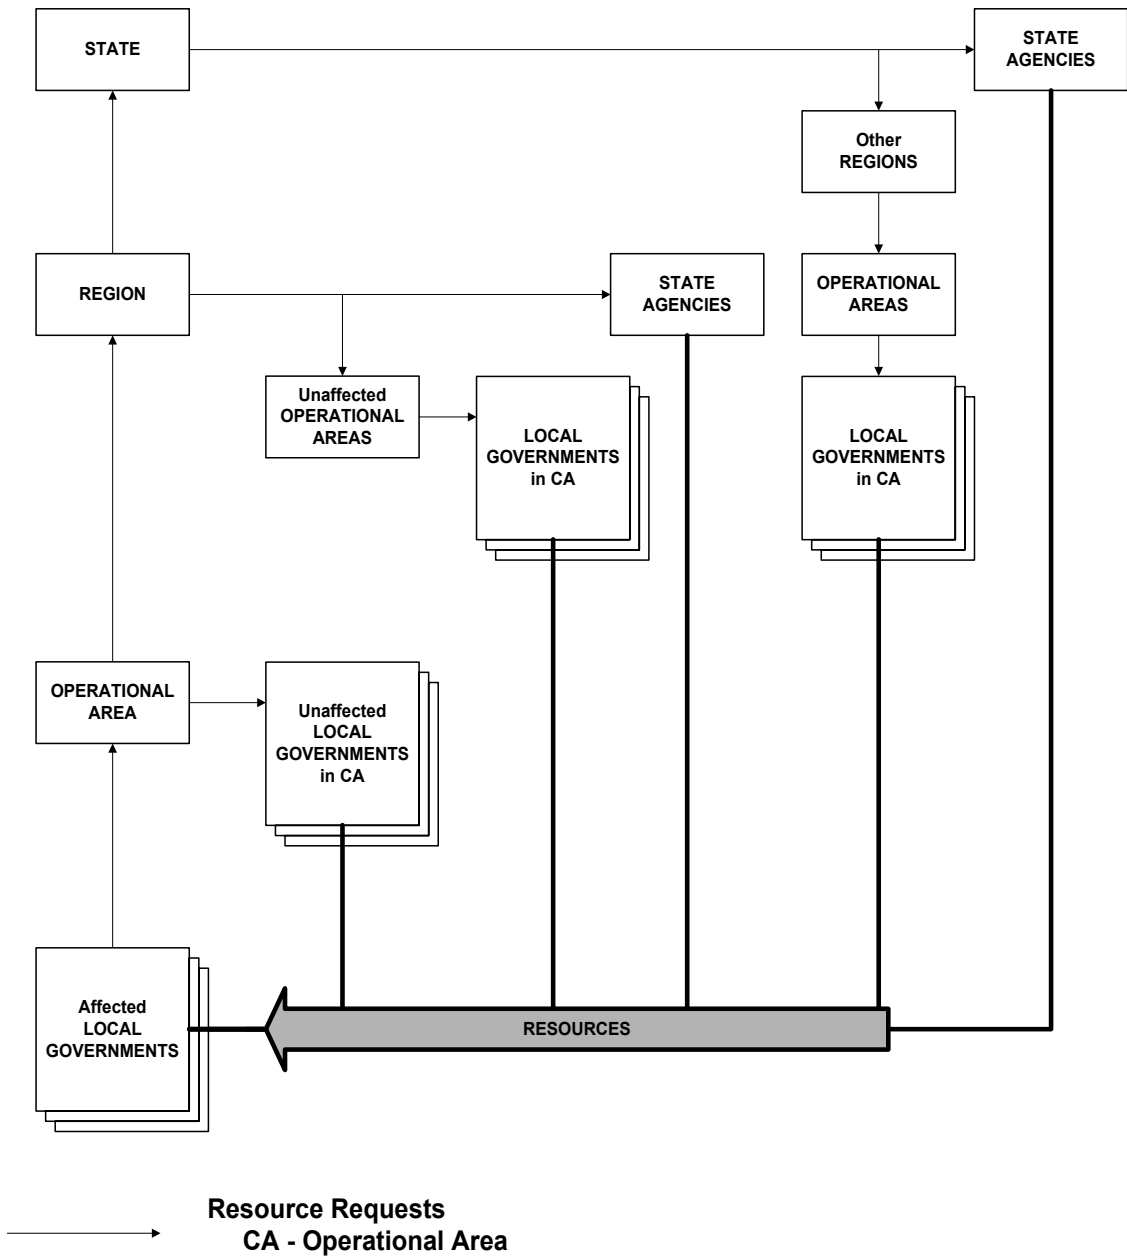 STATE
STATE
AGENCIES
Other
REGIONS
REGION
STATE
AGENCIES
OPERATIONAL
AREAS
Unaffected
OPERATIONAL
AREAS
LOCAL
GOVERNMENTS
in CA
LOCAL
GOVERNMENTS
in CA
OPERATIONAL
AREA
Unaffected
LOCAL
GOVERNMENTS
in CA
Affected
LOCAL
GOVERNMENTS
RESOURCES
Resource Requests
CA - Operational Area